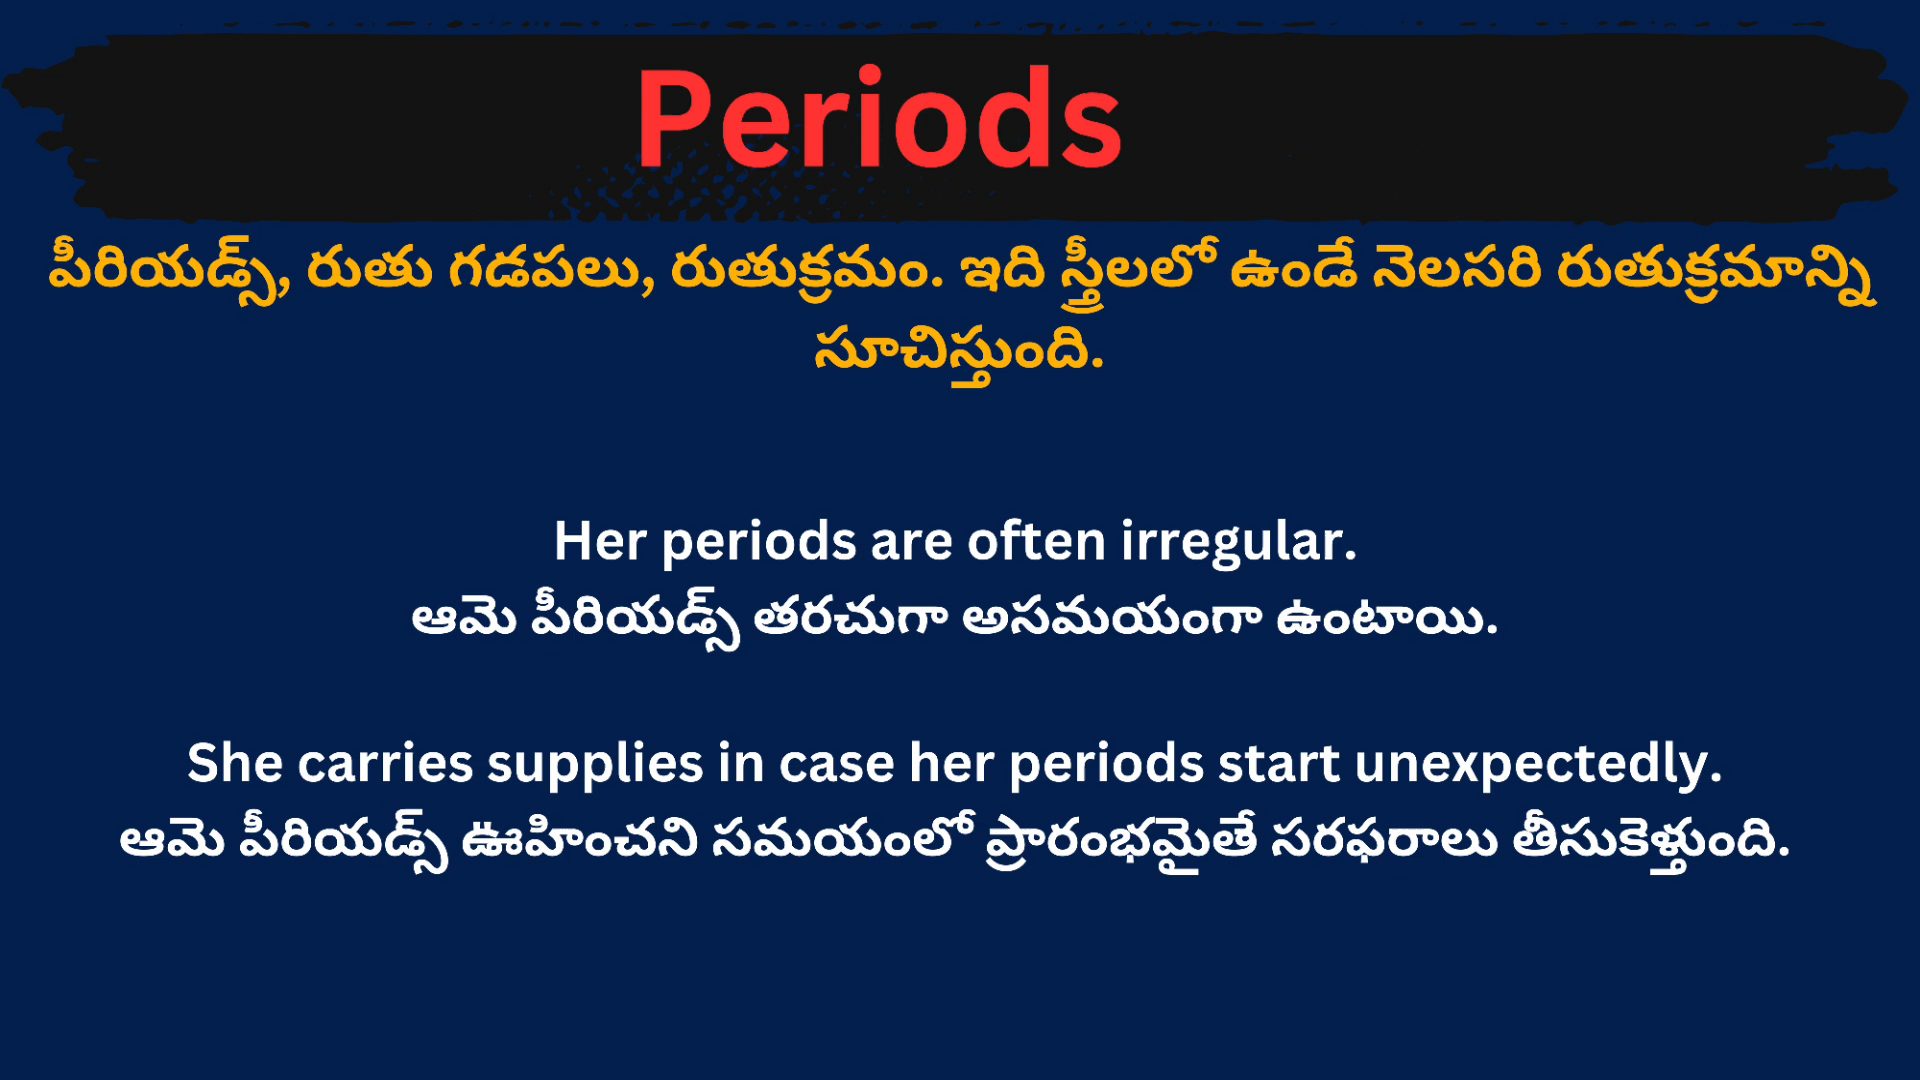 Periods
పీరియడ్స్, రుతు గడపలు, రుతుక్రమం. ఇది స్త్రీలలో ఉండే నెలసరి రుతుక్రమాన్ని
సూచిస్తుంది.
Her periods are often irregular.
ఆమె పీరియడ్స్ తరచుగా అసమయంగా ఉంటాయి.
She carries supplies in case her periods start unexpectedly.
ఆమె పీరియడ్స్ ఊహించని సమయంలో ప్రారంభమైతే సరఫరాలు తీసుకెళ్తుంది.